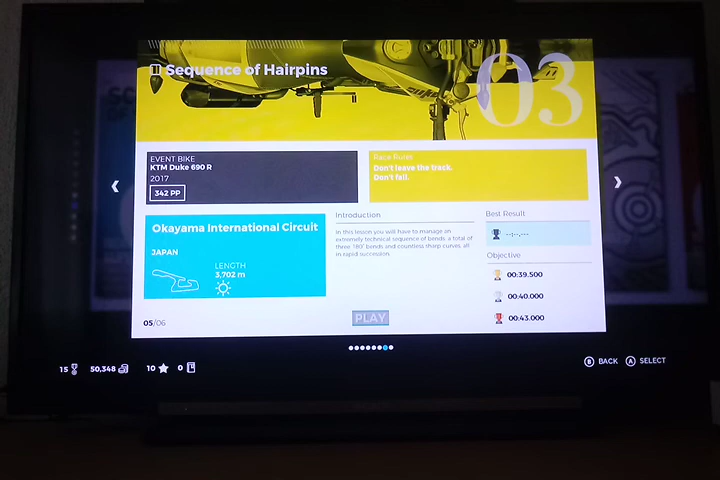 Sequence of Hairpins
03
EVENT BIKE
KTM Duke 690 R
2017
342 PP
Race Rules
Don't leave the track.
Don't fall.
Okayama International Circuit
JAPAN
LENGTH
3,702 m
Introduction
In this lesson you will have to manage an
extremely technical sequence of bends, a total of
three 180° bends and countless sharp curves, all
in rapid succession.
Best Result
--:--.---
Objective
00:39.500
00:40.000
00:43.000
05/06
PLAY
15
50,348
10
0
B BACK
A SELECT